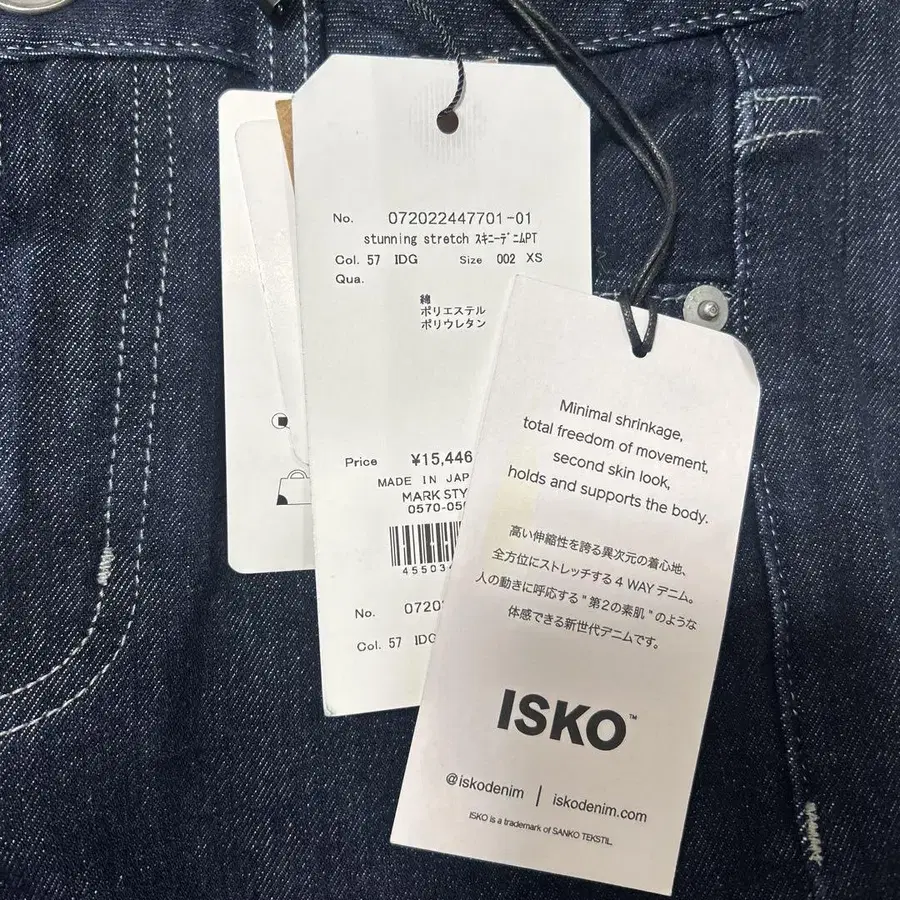 No. 072022447701-01
stunning stretch ｽｷﾆｰﾃﾞﾆﾑPT
Col. 57 IDG Size 002 XS
Qua.
綿
ポリエステル
ポリウレタン
Price ¥15,446
MADE IN JAP
MARK STY
0570-05
45503
No. 0720
Col. 57 IDG
Minimal shrinkage,
total freedom of movement,
second skin look,
holds and supports the body.
高い伸縮性を誇る異次元の着心地、
全方位にストレッチする 4 WAY デニム。
人の動きに呼応する "第2の素肌" のような
体感できる新世代デニムです。
ISKO™
@iskodenim | iskodenim.com
ISKO is a trademark of SANKO TEKSTIL.